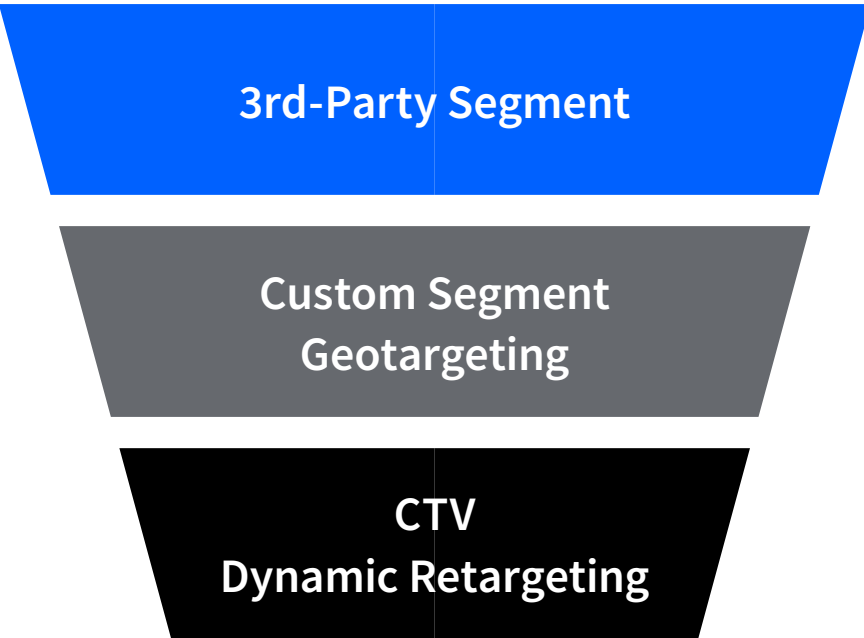 3rd-Party Segment
Custom Segment
Geotargeting
CTV
Dynamic Retargeting